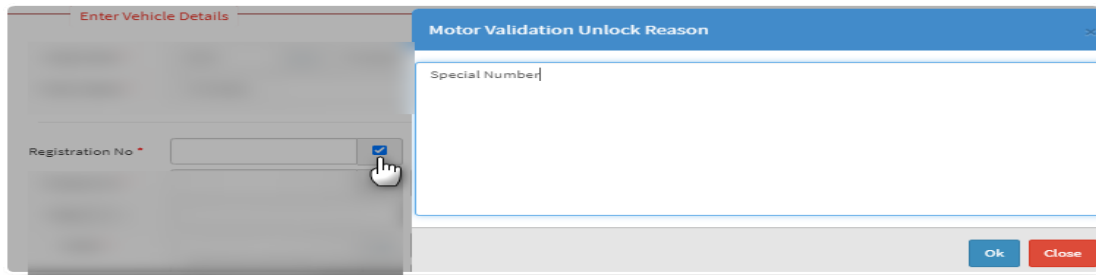 Enter Vehicle Details
Motor Validation Unlock Reason
×
Special Number
Registration No *
Ok
Close